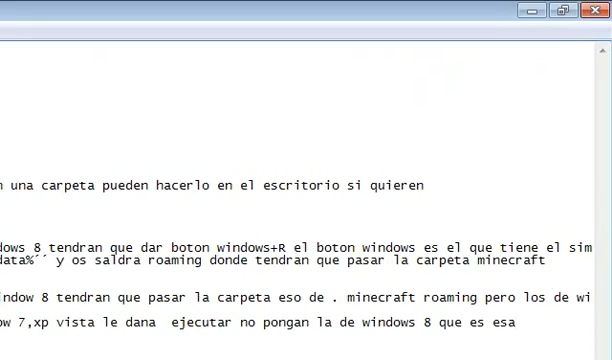 una carpeta pueden hacerlo en el escritorio si quieren
8 tendran que dar boton windows+R el boton windows es el que tiene el sim
data%´´ y os saldra roaming donde tendran que pasar la carpeta minecraft
8 tendran que pasar la carpeta eso de . minecraft roaming pero los de wi
7,xp vista le dana ejecutar no pongan la de windows 8 que es esa